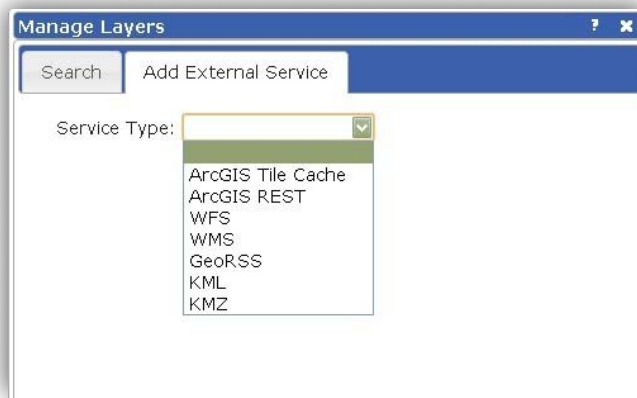 Manage Layers ? x
Search Add External Service
Service Type:
ArcGIS Tile Cache
ArcGIS REST
WFS
WMS
GeoRSS
KML
KMZ